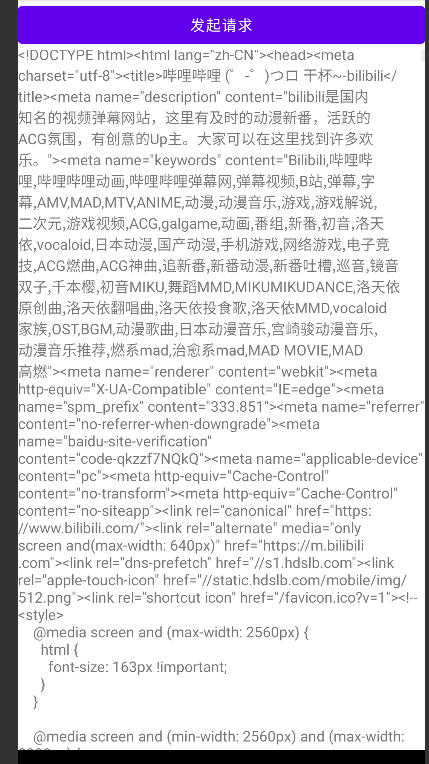 发起请求
<!DOCTYPE html><html lang="zh-CN"><head><meta
charset="utf-8"><title>哔哩哔哩 (゜-゜)つロ 干杯~-bilibili</
title><meta name="description" content="bilibili是国内
知名的视频弹幕网站，这里有及时的动漫新番，活跃的
ACG氛围，有创意的Up主。大家可以在这里找到许多欢
乐。"><meta name="keywords" content="Bilibili,哔哩哔
哩,哔哩哔哩动画,哔哩哔哩弹幕网,弹幕视频,B站,弹幕,字
幕,AMV,MAD,MTV,ANIME,动漫,动漫音乐,游戏,游戏解说,
二次元,游戏视频,ACG,galgame,动画,番组,新番,初音,洛天
依,vocaloid,日本动漫,国产动漫,手机游戏,网络游戏,电子竞
技,ACG燃曲,ACG神曲,追新番,新番动漫,新番吐槽,巡音,镜音
双子,千本樱,初音MIKU,舞蹈MMD,MIKUMIKUDANCE,洛天依
原创曲,洛天依翻唱曲,洛天依投食歌,洛天依MMD,vocaloid
家族,OST,BGM,动漫歌曲,日本动漫音乐,宫崎骏动漫音乐,
动漫音乐推荐,燃系mad,治愈系mad,MAD MOVIE,MAD
高燃"><meta name="renderer" content="webkit"><meta
http-equiv="X-UA-Compatible" content="IE=edge"><meta
name="spm_prefix" content="333.851"><meta name="referrer"
content="no-referrer-when-downgrade"><meta
name="baidu-site-verification"
content="code-qkzzf7NQkQ"><meta name="applicable-device"
content="pc"><meta http-equiv="Cache-Control"
content="no-transform"><meta http-equiv="Cache-Control"
content="no-siteapp"><link rel="canonical" href="https:
//www.bilibili.com/"><link rel="alternate" media="only
screen and(max-width: 640px)" href="https://m.bilibili
.com"><link rel="dns-prefetch" href="//s1.hdslb.com"><link
rel="apple-touch-icon" href="//static.hdslb.com/mobile/img/
512.png"><link rel="shortcut icon" href="/favicon.ico?v=1"><!--
<style>
@media screen and (max-width: 2560px) {
html {
font-size: 163px !important;
}
}
@media screen and (min-width: 2560px) and (max-width: